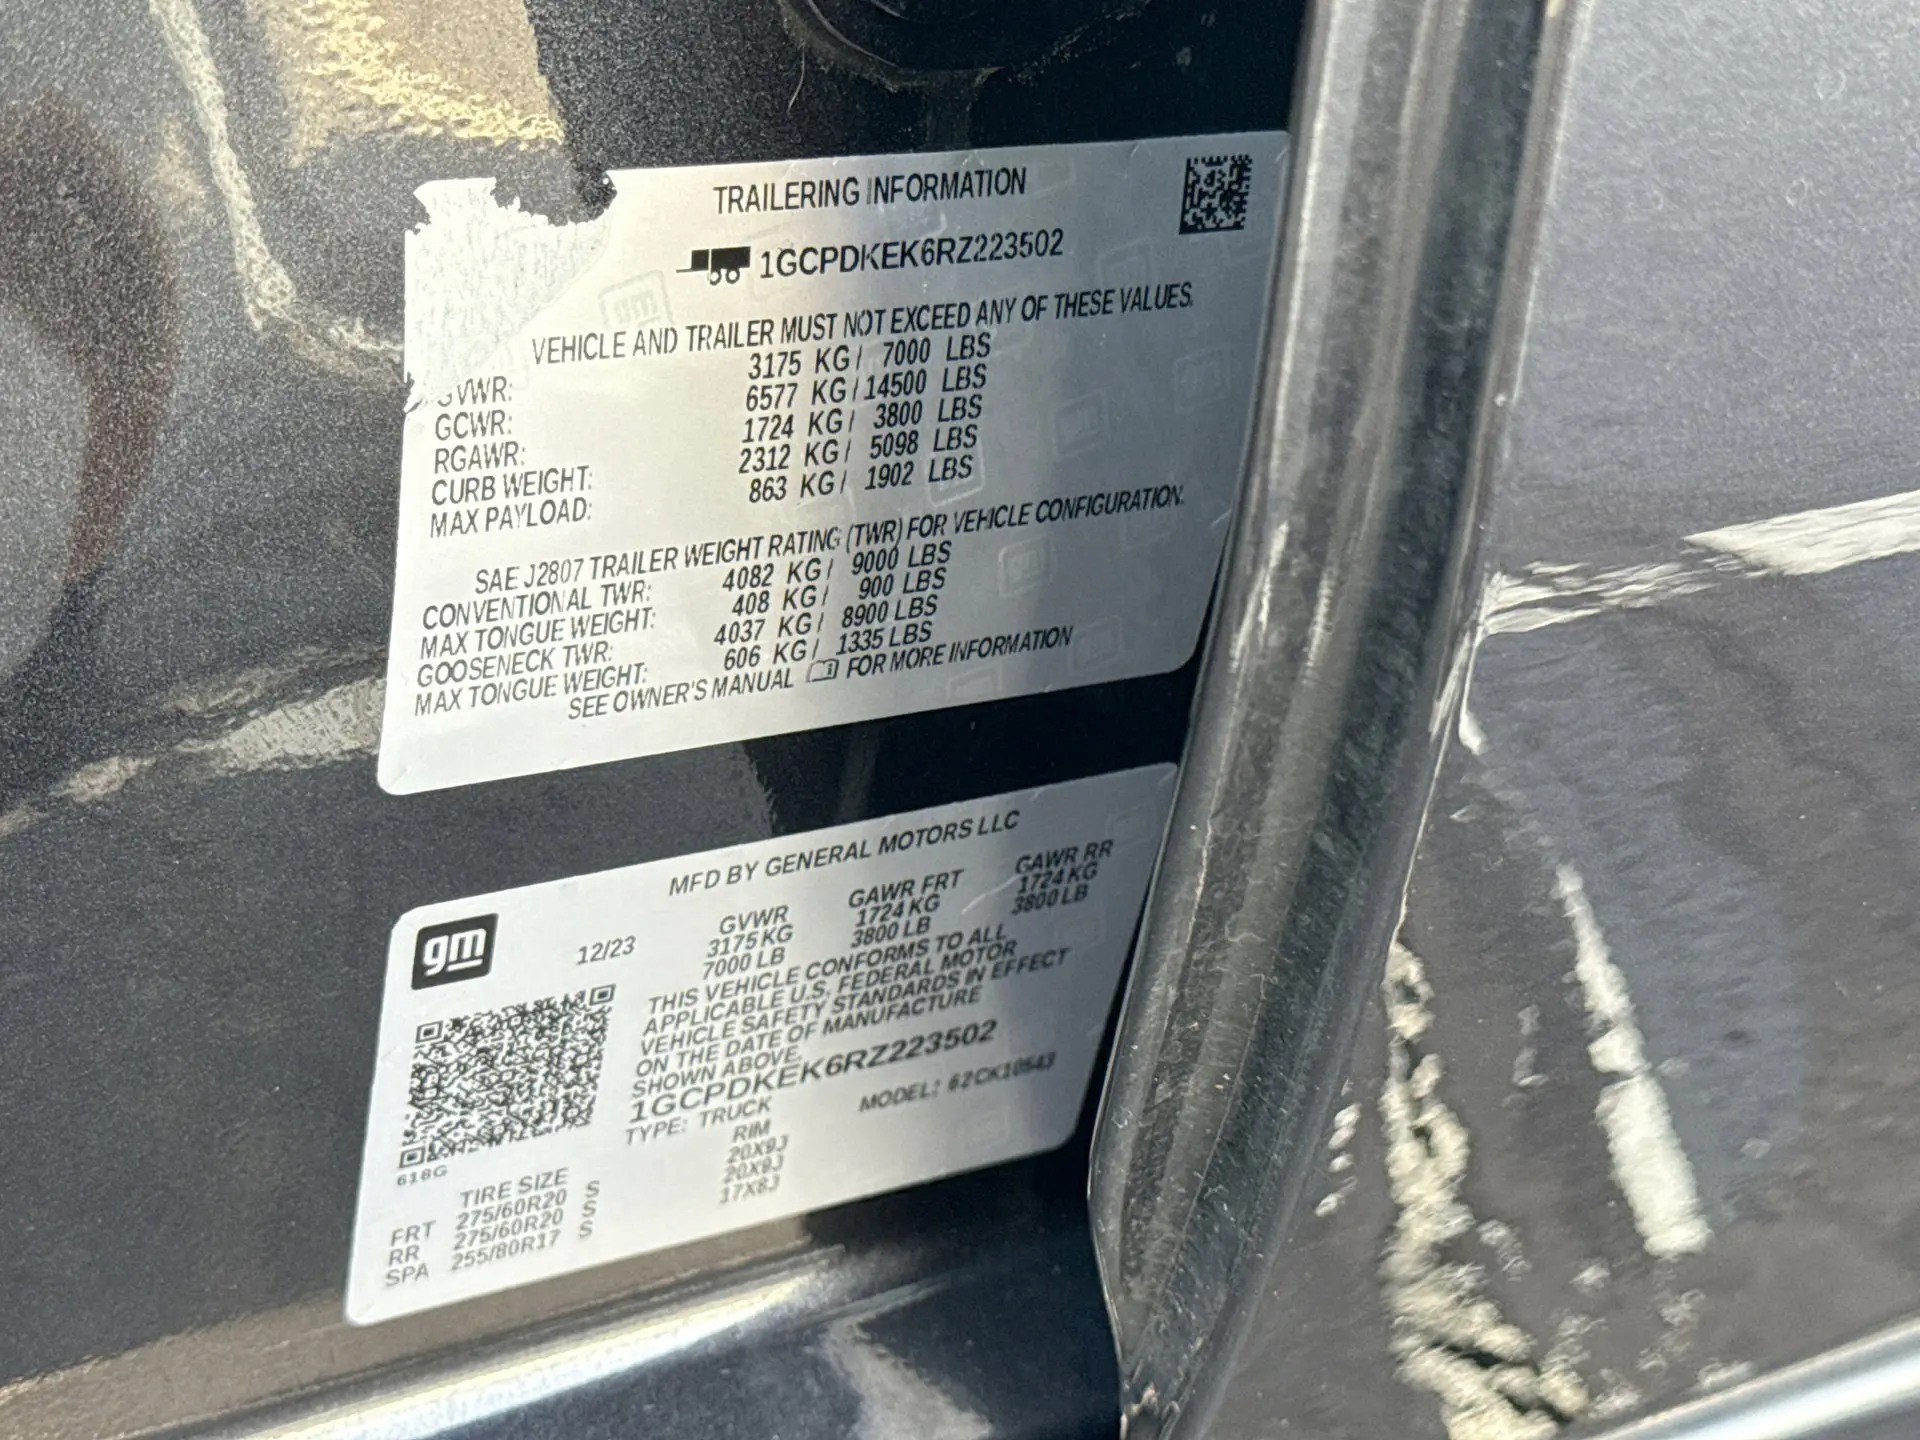 TRAILERING INFORMATION
1GCPDKEK6RZ223502
VEHICLE AND TRAILER MUST NOT EXCEED ANY OF THESE VALUES.
GVWR: 3175 KG / 7000 LBS
GCWR: 6577 KG / 14500 LBS
RGAWR: 1724 KG / 3800 LBS
CURB WEIGHT: 2312 KG / 5098 LBS
MAX PAYLOAD: 863 KG / 1902 LBS
SAE J2807 TRAILER WEIGHT RATING (TWR) FOR VEHICLE CONFIGURATION.
CONVENTIONAL TWR: 4082 KG / 9000 LBS
MAX TONGUE WEIGHT: 408 KG / 900 LBS
GOOSENECK TWR: 4037 KG / 8900 LBS
MAX TONGUE WEIGHT: 606 KG / 1335 LBS
SEE OWNER'S MANUAL FOR MORE INFORMATION
MFD BY GENERAL MOTORS LLC
gm
12/23
GVWR GAWR FRT GAWR RR
3175 KG 1724 KG 1724 KG
7000 LB 3800 LB 3800 LB
THIS VEHICLE CONFORMS TO ALL
APPLICABLE U.S. FEDERAL MOTOR
VEHICLE SAFETY STANDARDS IN EFFECT
ON THE DATE OF MANUFACTURE
SHOWN ABOVE.
1GCPDKEK6RZ223502
TYPE: TRUCK MODEL: 62CK10543
618G
TIRE SIZE RIM
FRT 275/60R20 S 20X9J
RR 275/60R20 S 20X9J
SPA 255/80R17 S 17X8J